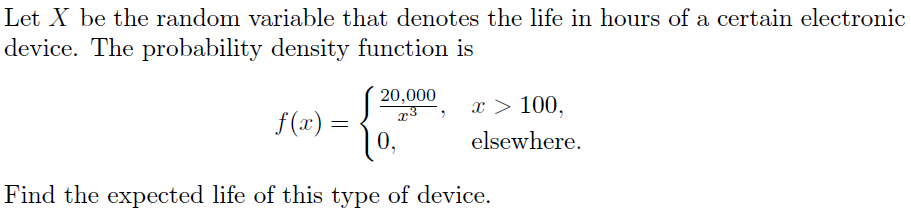 Let X be the random variable that denotes the life in hours of a certain electronic
device. The probability density function is
f(x) = { 20,000/x³, x > 100,
0, elsewhere.
Find the expected life of this type of device.